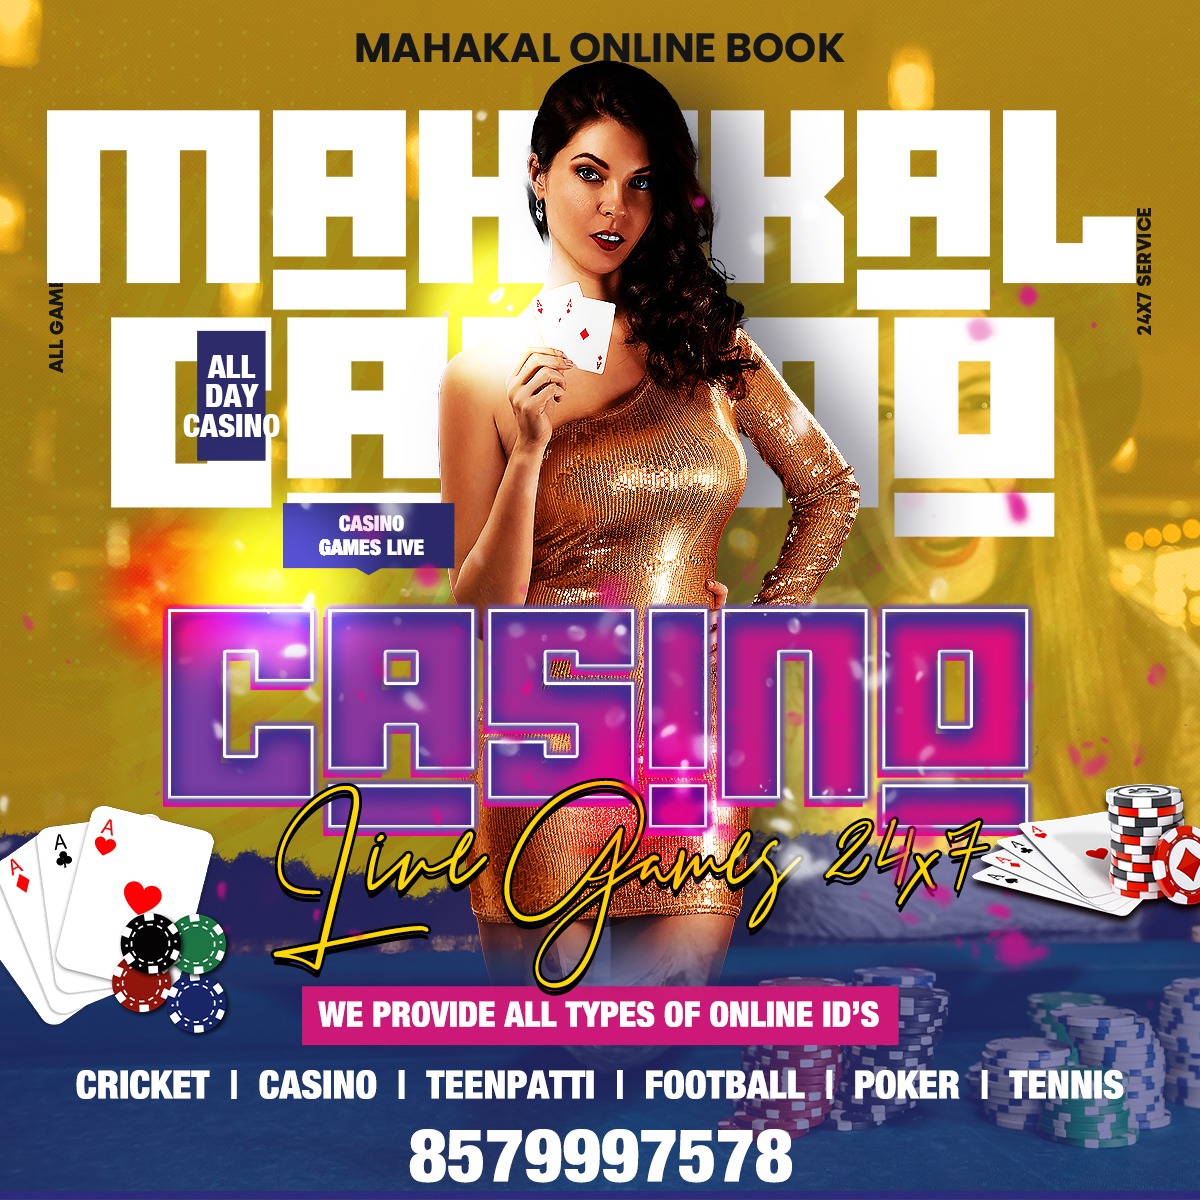 MAHAKAL ONLINE BOOK
MAHAKAL
CASINO
ALL GAME
24X7 SERVICE
ALL
DAY
CASINO
CASINO
GAMES LIVE
CASINO
Live Games 24x7
WE PROVIDE ALL TYPES OF ONLINE ID'S
CRICKET | CASINO | TEENPATTI | FOOTBALL | POKER | TENNIS
8579997578